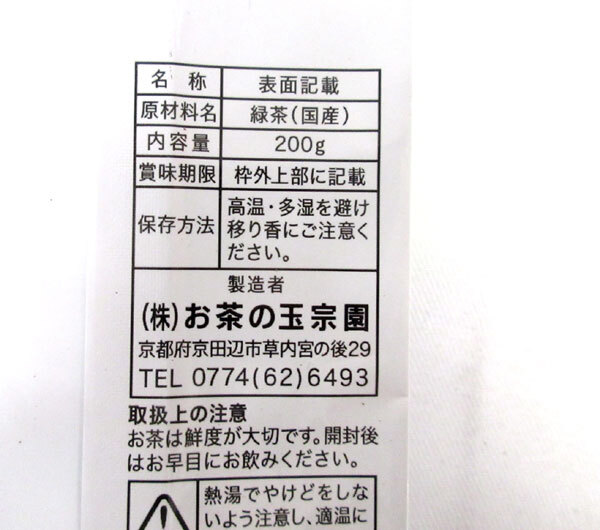 名称 表面記載
原材料名 緑茶(国産)
内容量 200g
賞味期限 枠外上部に記載
保存方法 高温・多湿を避け
移り香にご注意く
ださい。
製造者
(株)お茶の玉宗園
京都府京田辺市草内宮の後29
TEL 0774(62)6493
取扱上の注意
お茶は鮮度が大切です。開封後
はお早目にお飲みください。
熱湯でやけどをしな
いよう注意し、適温に